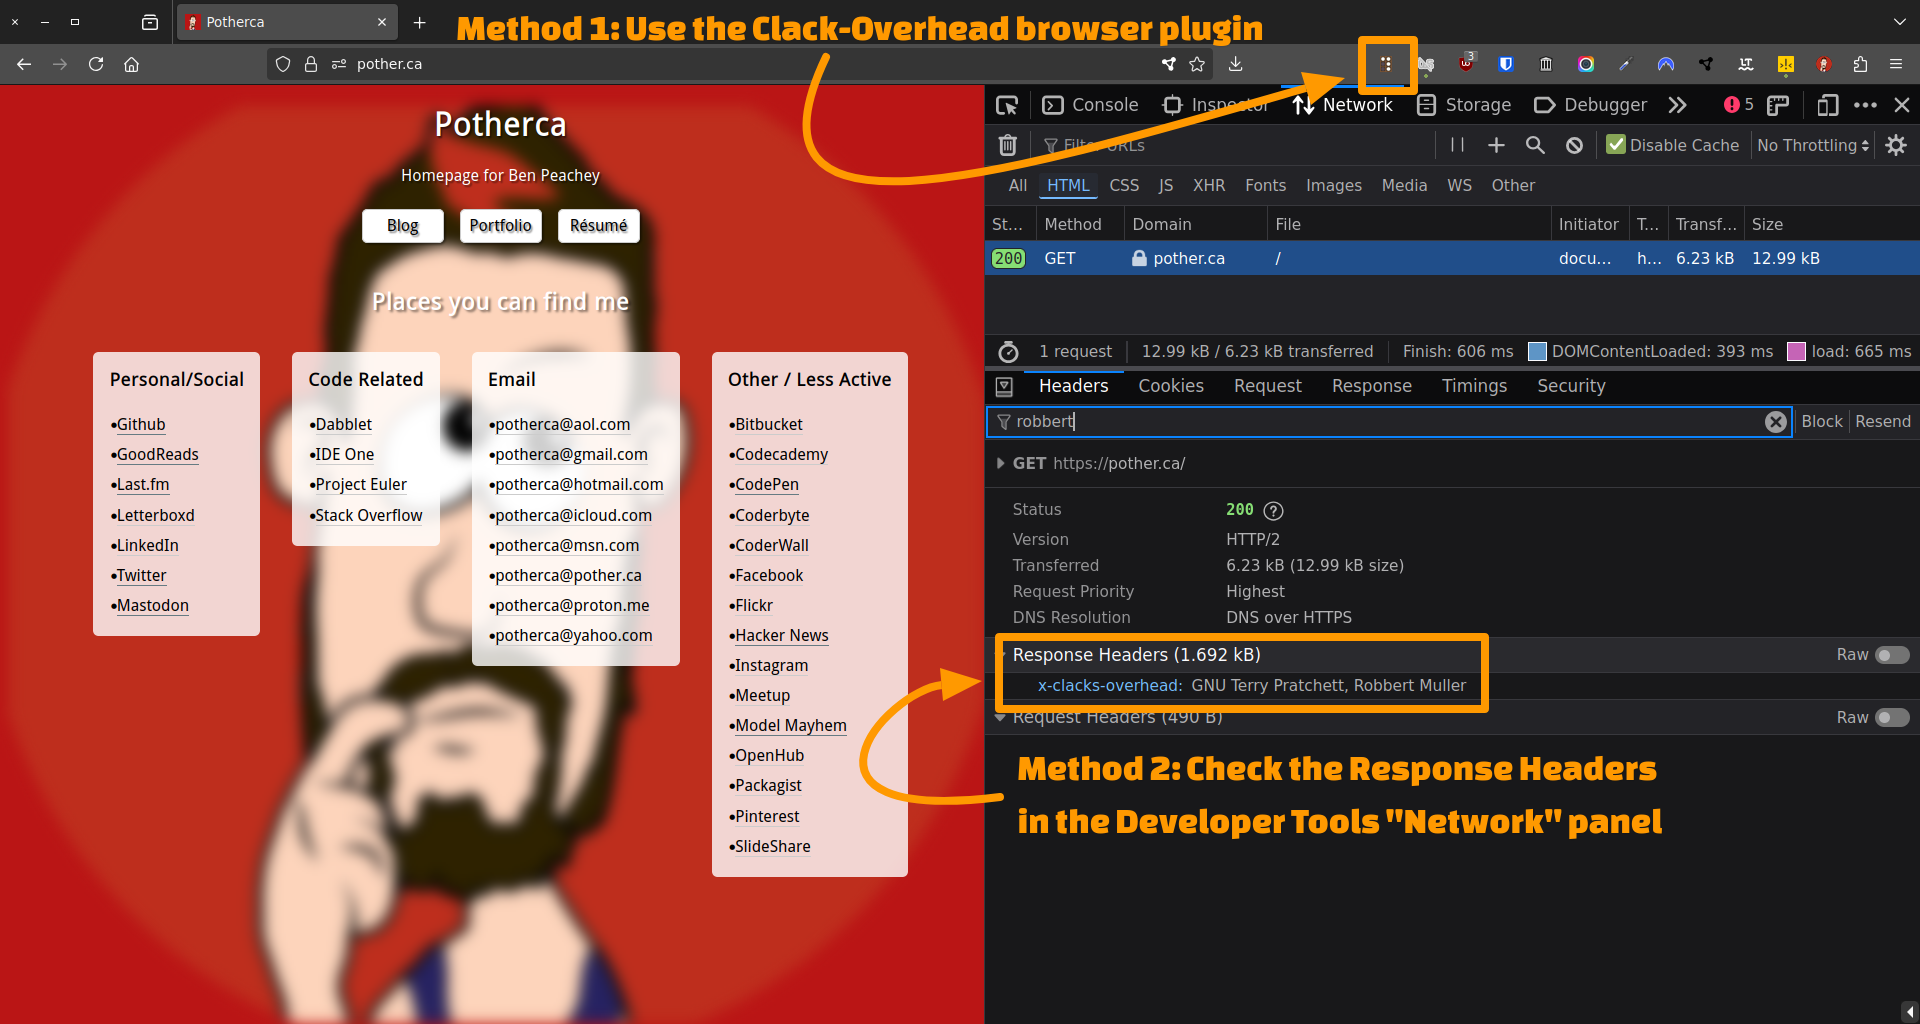 Potherca
Method 1: Use the Clack-Overhead browser plugin
pother.ca
3
Potherca
Homepage for Ben Peachey
Blog
Portfolio
Résumé
Places you can find me
Personal/Social
•Github
•GoodReads
•Last.fm
•Letterboxd
•LinkedIn
•Twitter
•Mastodon
Code Related
•Dabblet
•IDE One
•Project Euler
•Stack Overflow
Email
•potherca@aol.com
•potherca@gmail.com
•potherca@hotmail.com
•potherca@icloud.com
•potherca@msn.com
•potherca@pother.ca
•potherca@proton.me
•potherca@yahoo.com
Other / Less Active
•Bitbucket
•Codecademy
•CodePen
•Coderbyte
•CoderWall
•Facebook
•Flickr
•Hacker News
•Instagram
•Meetup
•Model Mayhem
•OpenHub
•Packagist
•Pinterest
•SlideShare
Console Inspector Network Storage Debugger 5
Filter URLs Disable Cache No Throttling
All HTML CSS JS XHR Fonts Images Media WS Other
St... Method Domain File Initiator T... Transf... Size
200 GET pother.ca / docu... h... 6.23 kB 12.99 kB
1 request 12.99 kB / 6.23 kB transferred Finish: 606 ms DOMContentLoaded: 393 ms load: 665 ms
Headers Cookies Request Response Timings Security
robbert Block Resend
GET https://pother.ca/
Status 200 ?
Version HTTP/2
Transferred 6.23 kB (12.99 kB size)
Request Priority Highest
DNS Resolution DNS over HTTPS
Response Headers (1.692 kB) Raw
x-clacks-overhead: GNU Terry Pratchett, Robbert Muller
Request Headers (490 B) Raw
Method 2: Check the Response Headers
in the Developer Tools "Network" panel